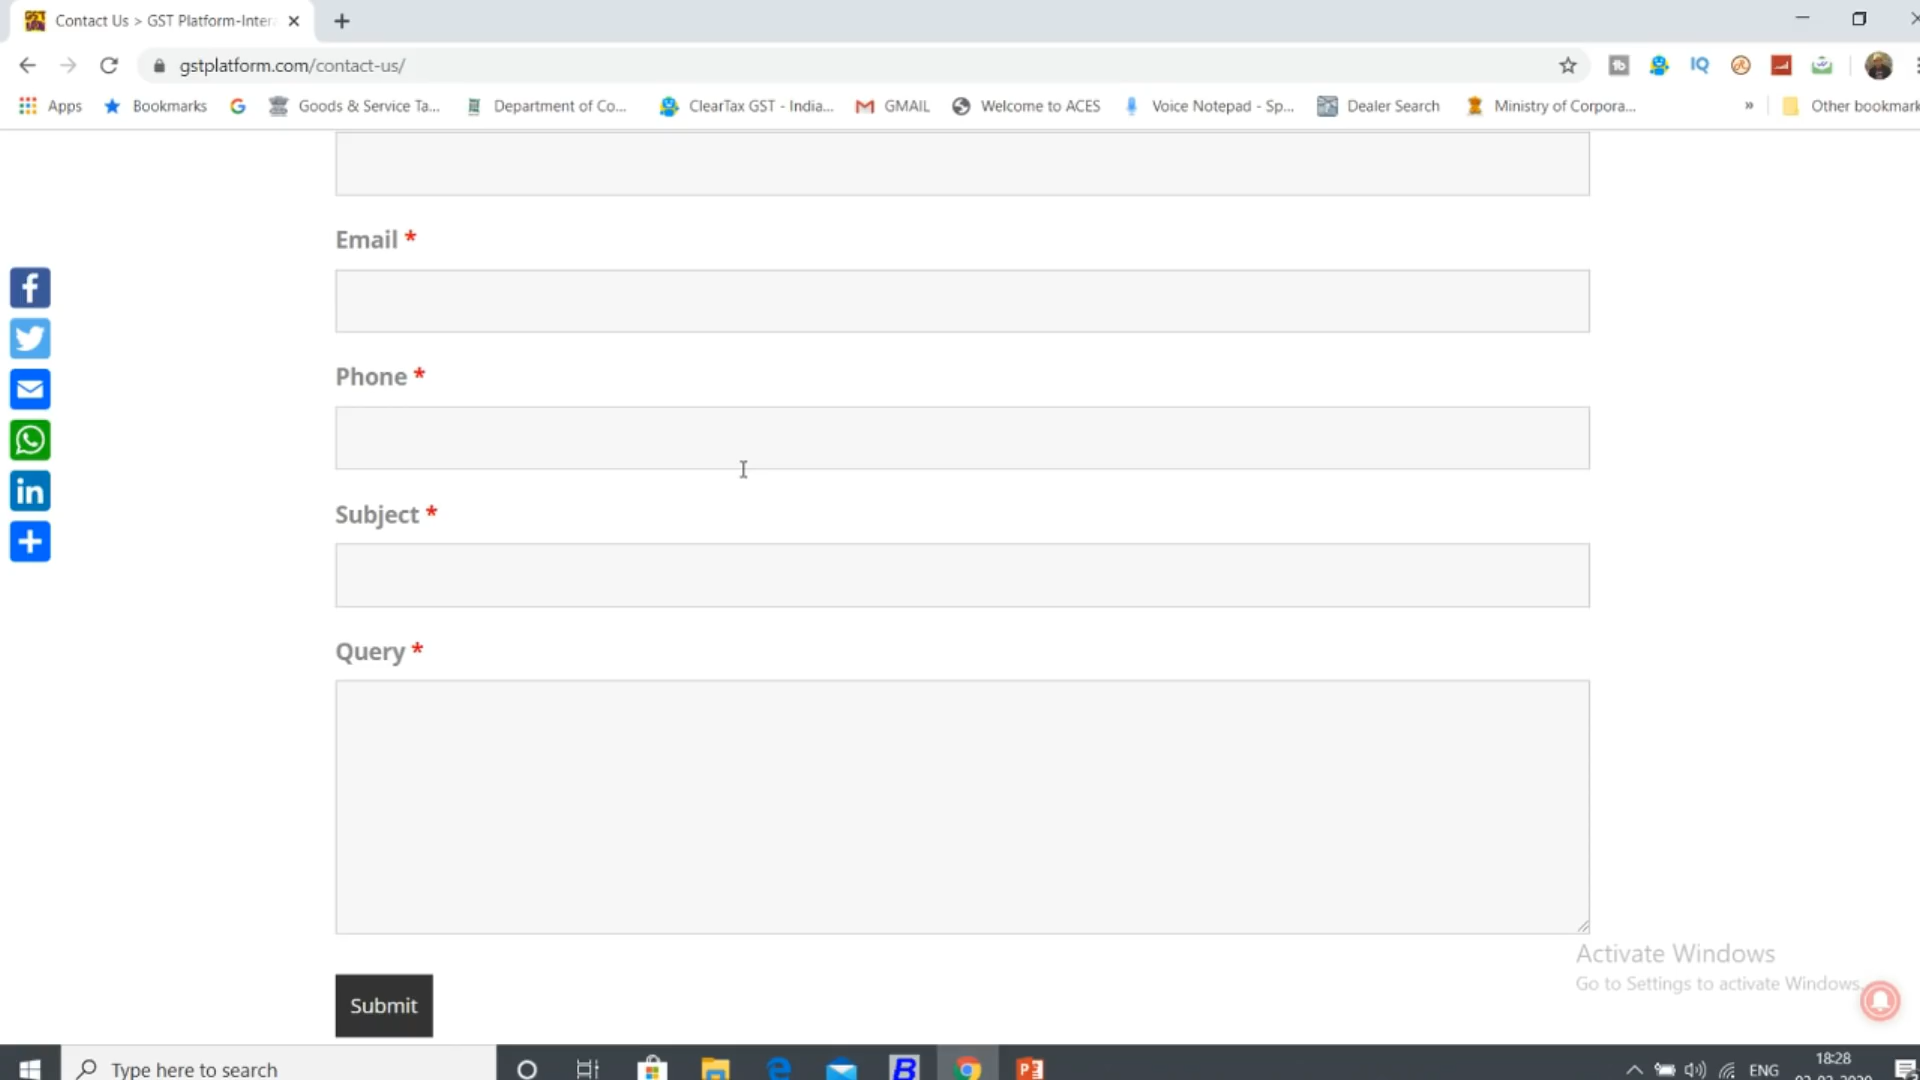 Contact Us > GST Platform-Inter
gstplatform.com/contact-us/
IQ
Apps
Bookmarks
Goods & Service Ta...
Department of Co...
ClearTax GST - India...
GMAIL
Welcome to ACES
Voice Notepad - Sp...
Dealer Search
Ministry of Corpora...
»
Other bookmark
Email *
Phone *
Subject *
Query *
Submit
Activate Windows
Go to Settings to activate Windows.
Type here to search
ENG
18:28